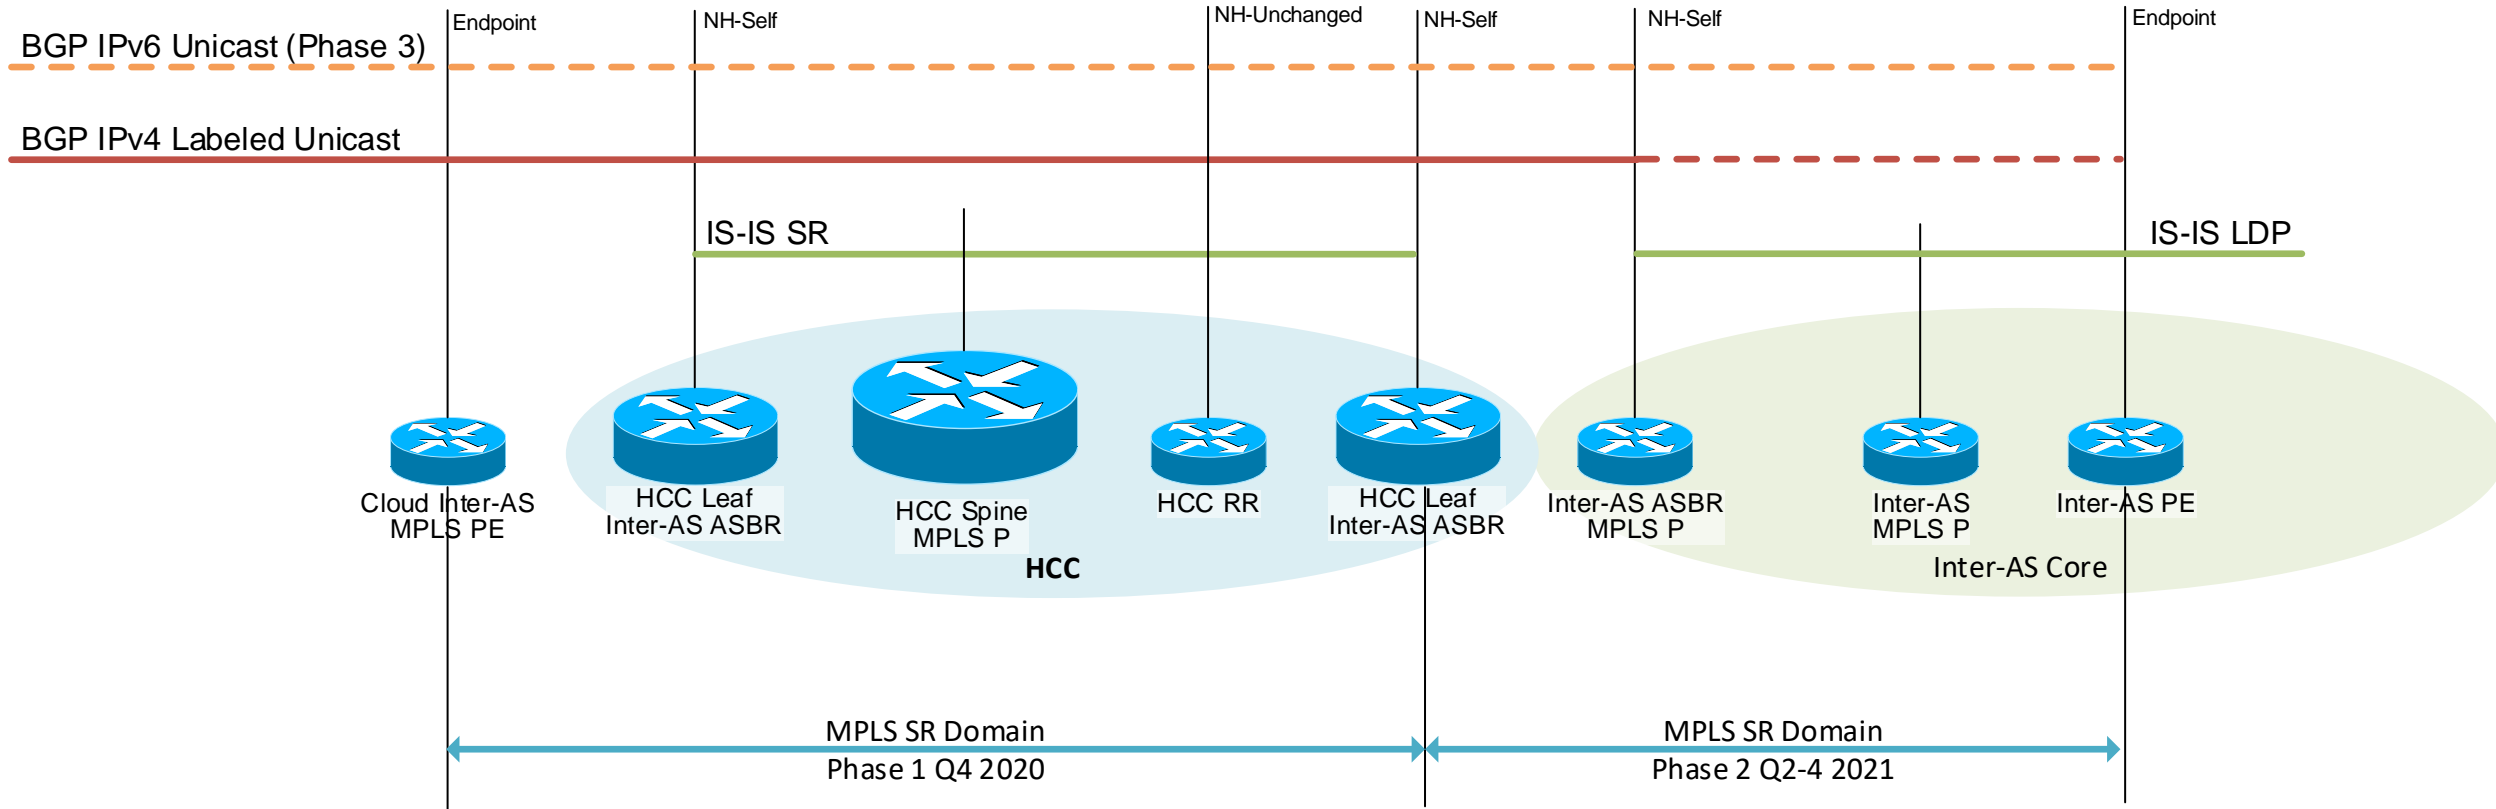 Endpoint
NH-Self
NH-Unchanged
NH-Self
NH-Self
Endpoint
BGP IPv6 Unicast (Phase 3)
BGP IPv4 Labeled Unicast
IS-IS SR
IS-IS LDP
Cloud Inter-AS
MPLS PE
HCC Leaf
Inter-AS ASBR
HCC Spine
MPLS P
HCC RR
HCC Leaf
Inter-AS ASBR
Inter-AS ASBR
MPLS P
Inter-AS
MPLS P
Inter-AS PE
HCC
Inter-AS Core
MPLS SR Domain
Phase 1 Q4 2020
MPLS SR Domain
Phase 2 Q2-4 2021